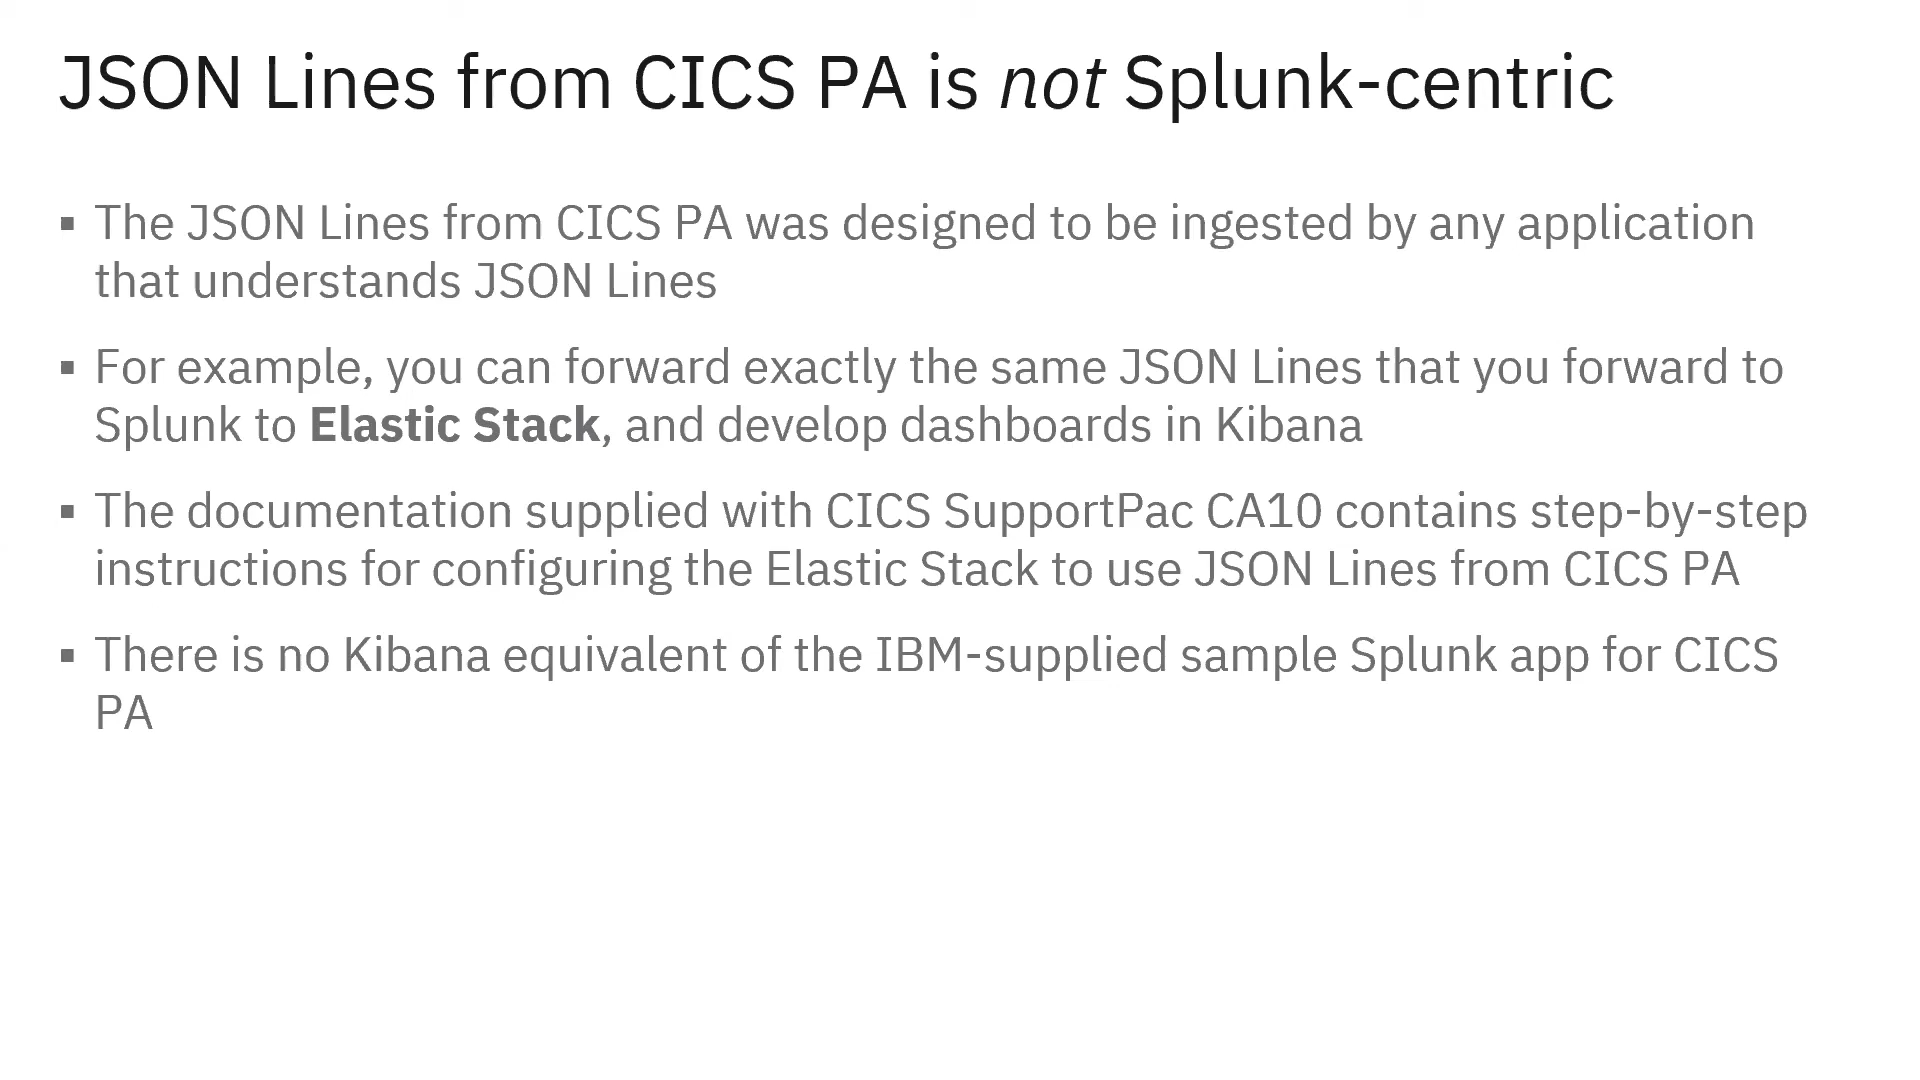 JSON Lines from CICS PA is not Splunk-centric
▪ The JSON Lines from CICS PA was designed to be ingested by any application
that understands JSON Lines
▪ For example, you can forward exactly the same JSON Lines that you forward to
Splunk to Elastic Stack, and develop dashboards in Kibana
▪ The documentation supplied with CICS SupportPac CA10 contains step-by-step
instructions for configuring the Elastic Stack to use JSON Lines from CICS PA
▪ There is no Kibana equivalent of the IBM-supplied sample Splunk app for CICS
PA